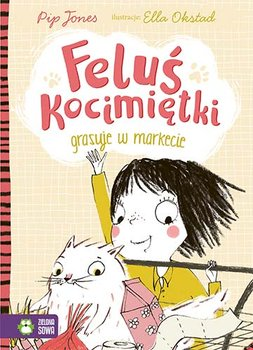 Pip Jones ilustracje: Ella Okstad
Feluś
Kocimiętki
grasuje w markecie
ZIELONA
SOWA